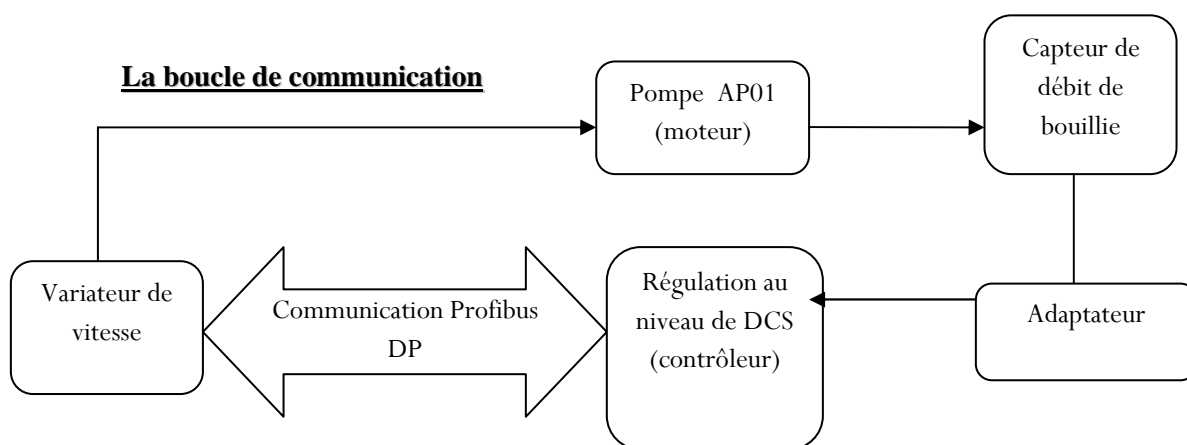 La boucle de communication
Pompe AP01
(moteur)
Capteur de
débit de
bouillie
Variateur de
vitesse
Communication Profibus
DP
Régulation au
niveau de DCS
(contrôleur)
Adaptateur